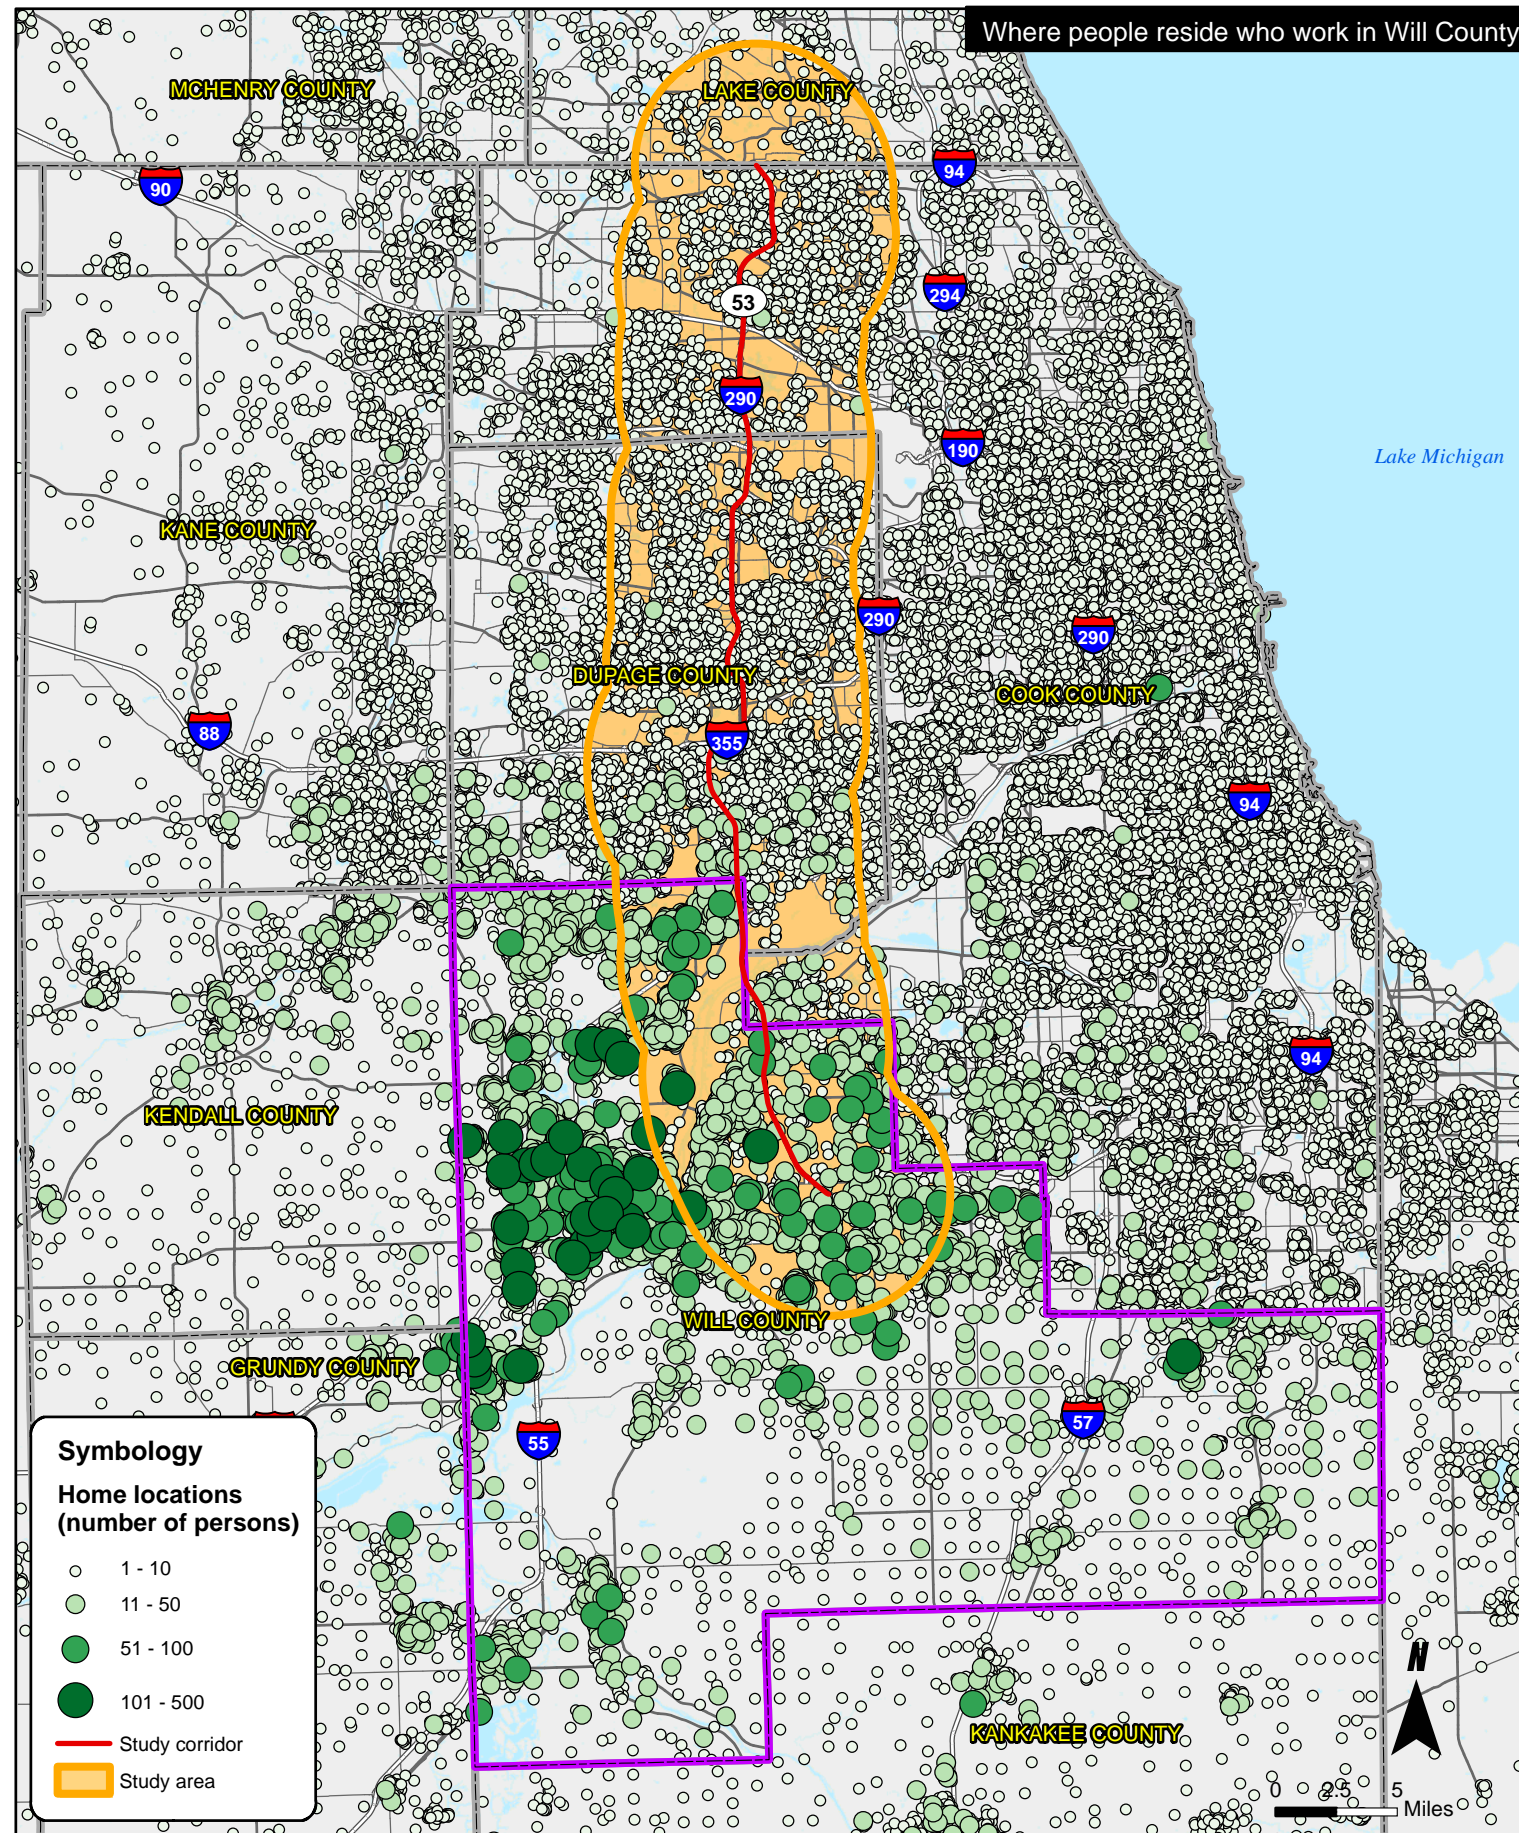 Where people reside who work in Will County
MCHENRY COUNTY
LAKE COUNTY
90
94
294
53
290
190
Lake Michigan
KANE COUNTY
290
290
DUPAGE COUNTY
COOK COUNTY
88
355
94
94
KENDALL COUNTY
WILL COUNTY
GRUNDY COUNTY
57
55
Symbology
Home locations
(number of persons)
1 - 10
11 - 50
51 - 100
101 - 500
Study corridor
Study area
N
KANKAKEE COUNTY
0 2.5 5
Miles